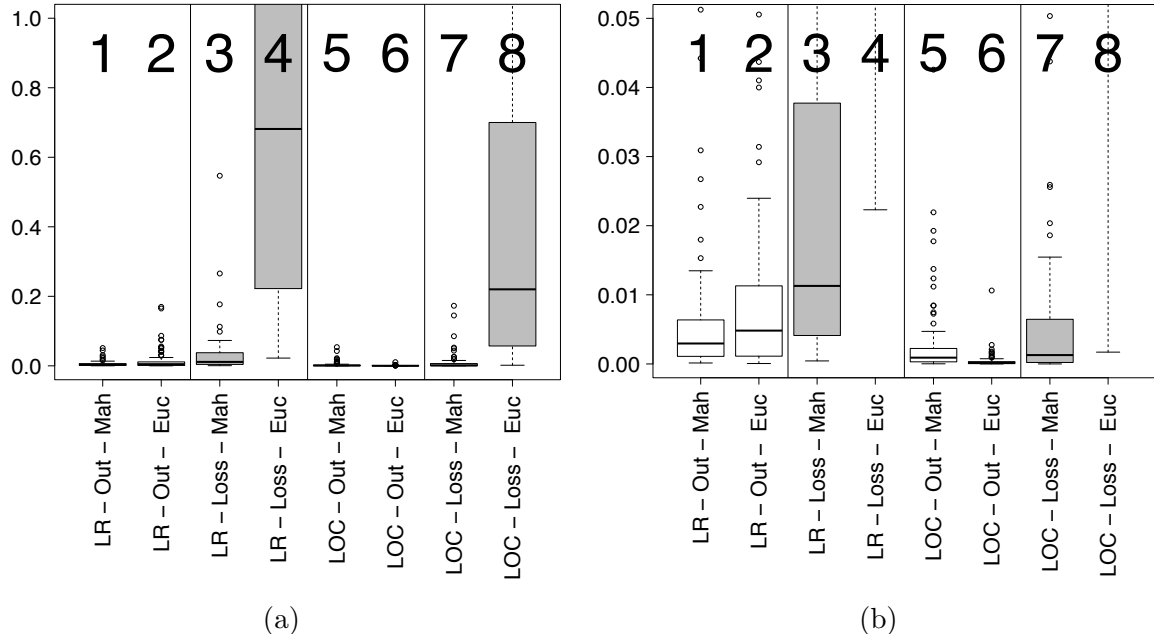 1.0
0.8
0.6
0.4
0.2
0.0
1 2 3 4 5 6 7 8
LR – Out – Mah
LR – Out – Euc
LR – Loss – Mah
LR – Loss – Euc
LOC – Out – Mah
LOC – Out – Euc
LOC – Loss – Mah
LOC – Loss – Euc
(a)
0.05
0.04
0.03
0.02
0.01
0.00
1 2 3 4 5 6 7 8
LR – Out – Mah
LR – Out – Euc
LR – Loss – Mah
LR – Loss – Euc
LOC – Out – Mah
LOC – Out – Euc
LOC – Loss – Mah
LOC – Loss – Euc
(b)